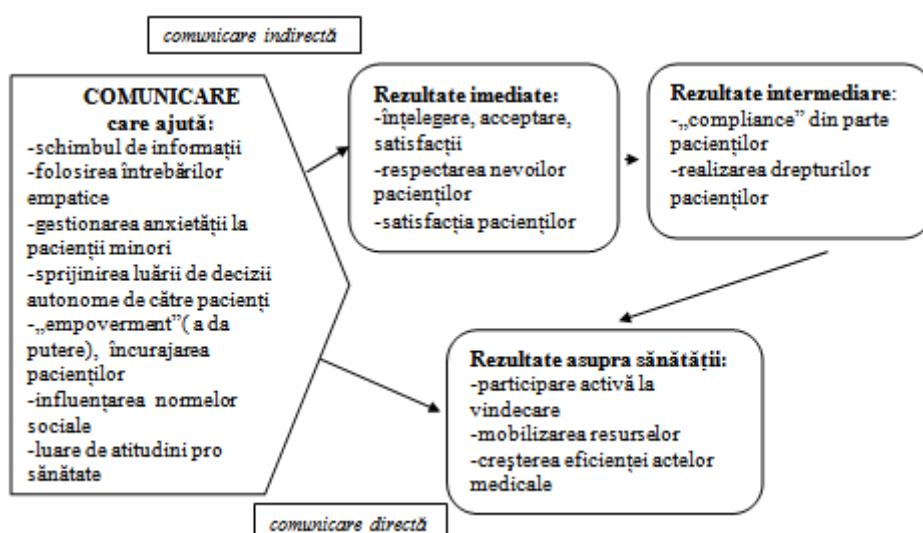 comunicare indirectă
COMUNICARE
care ajută:
-schimbul de informații
-folosirea întrebărilor
empatice
-gestionarea anxietății la
pacienții minori
-sprijinirea luării de decizii
autonome de către pacienți
-„empoverment”( a da
putere), încurajarea
pacienților
-influențarea normelor
sociale
-luare de atitudini pro
sănătate
Rezultate imediate:
-înțelegere, acceptare,
satisfacții
-respectarea nevoilor
pacienților
-satisfacția pacienților
Rezultate intermediare:
-„compliance” din parte
pacienților
-realizarea drepturilor
pacienților
Rezultate asupra sănătății:
-participare activă la
vindecare
-mobilizarea resurselor
-creşterea eficienței actelor
medicale
comunicare directă